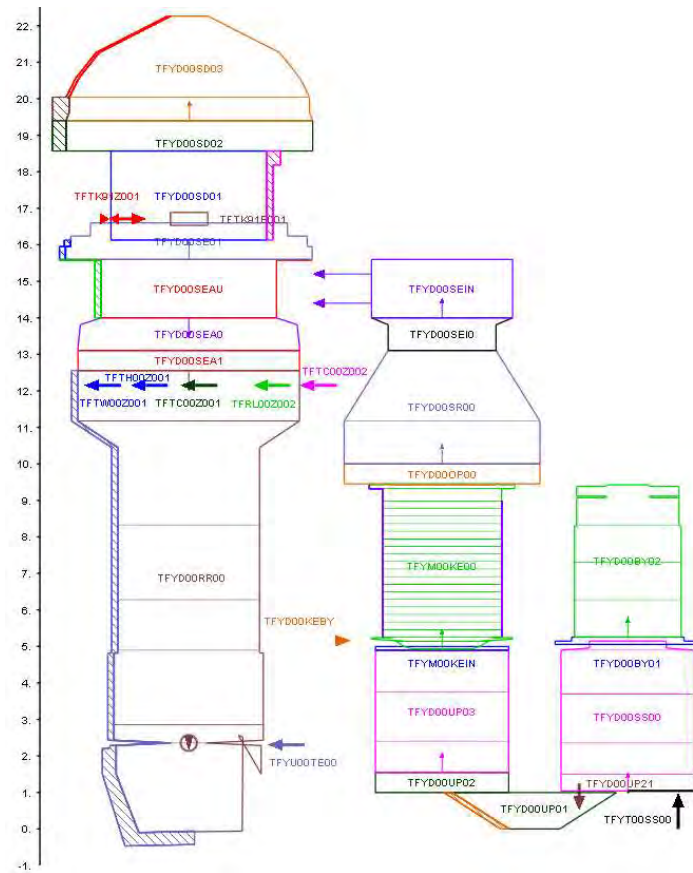 22.
21.
20.
19.
18.
17.
16.
15.
14.
13.
12.
11.
10.
9.
8.
7.
6.
5.
4.
3.
2.
1.
0.
-1.
TFYD00SD03
TFYD00SD02
TFTK91Z001
TFYD00SD01
TFYD00SE01
TFYD00SEAU
TFYD00SEIN
TFYD00SEA0
TFYD00SEI0
TFYD00SEA1
TFTH00Z001
TFTC00Z002
TFTW00Z001
TFTC00Z001
TFRL00Z002
TFYD00SR00
TFYD00OP00
TFYM00KE00
TFYD00BY02
TFYD00RR00
TFYD00KEBY
TFYM00KEIN
TFYD00BY01
TFYD00UP03
TFYD00SS00
TFYU00TE00
TFYD00UP02
TFYD00UP21
TFYD00UP01
TFYT00SS00